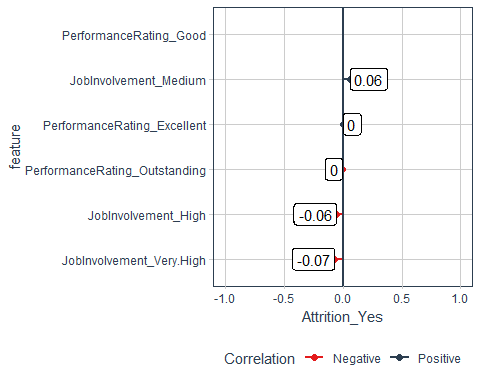 PerformanceRating_Good
JobInvolvement_Medium
0.06
PerformanceRating_Excellent
0
PerformanceRating_Outstanding
0
JobInvolvement_High
-0.06
JobInvolvement_Very.High
-0.07
feature
-1.0 -0.5 0.0 0.5 1.0
Attrition_Yes
Correlation Negative Positive